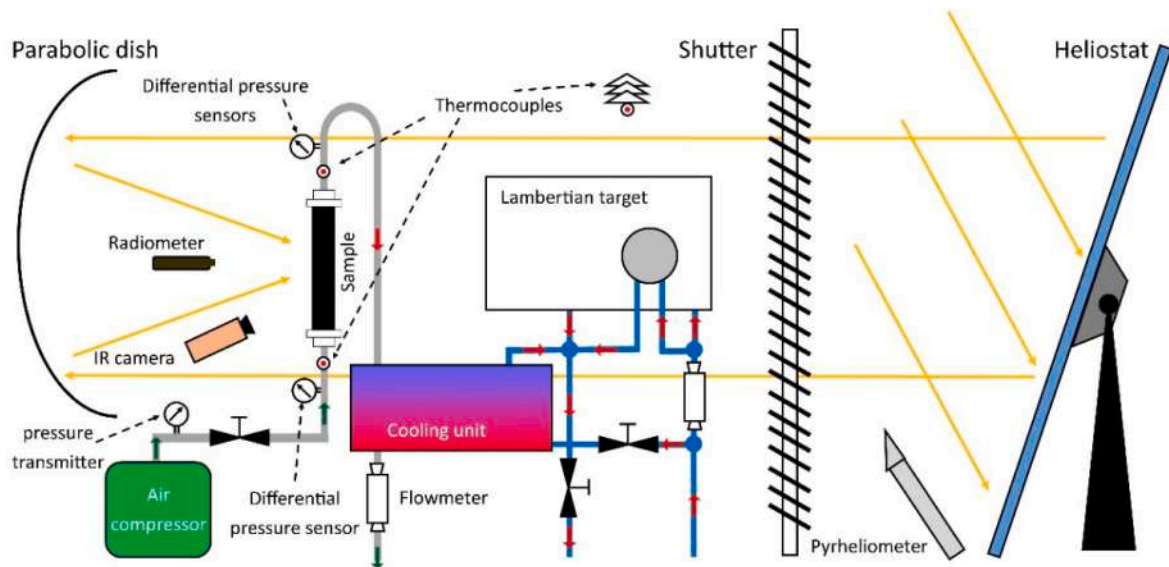 Parabolic dish
Differential pressure
sensors
Thermocouples
Shutter
Heliostat
Lambertian target
Radiometer
Sample
IR camera
Cooling unit
pressure
transmitter
Air
compressor
Differential
pressure sensor
Flowmeter
Pyrheliometer